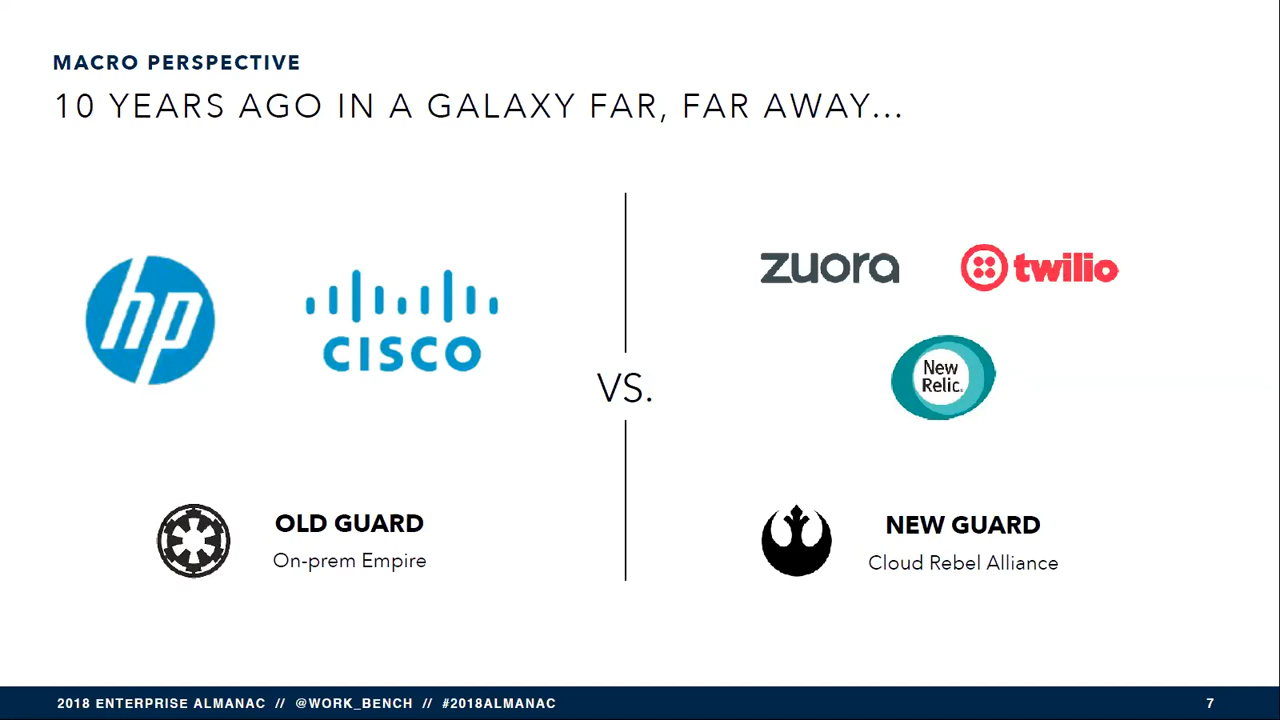 MACRO PERSPECTIVE
10 YEARS AGO IN A GALAXY FAR, FAR AWAY...
hp
CISCO
VS.
zuora
twilio
New
Relic.
OLD GUARD
On-prem Empire
NEW GUARD
Cloud Rebel Alliance
2018 ENTERPRISE ALMANAC // @WORK_BENCH // #2018ALMANAC
7